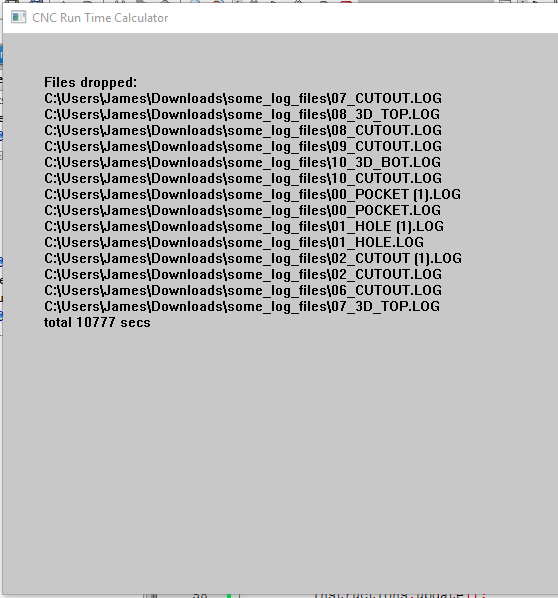 CNC Run Time Calculator
Files dropped:
C:\Users\James\Downloads\some_log_files\07_CUTOUT.LOG
C:\Users\James\Downloads\some_log_files\08_3D_TOP.LOG
C:\Users\James\Downloads\some_log_files\08_CUTOUT.LOG
C:\Users\James\Downloads\some_log_files\09_CUTOUT.LOG
C:\Users\James\Downloads\some_log_files\10_3D_BOT.LOG
C:\Users\James\Downloads\some_log_files\10_CUTOUT.LOG
C:\Users\James\Downloads\some_log_files\00_POCKET (1).LOG
C:\Users\James\Downloads\some_log_files\00_POCKET.LOG
C:\Users\James\Downloads\some_log_files\01_HOLE (1).LOG
C:\Users\James\Downloads\some_log_files\01_HOLE.LOG
C:\Users\James\Downloads\some_log_files\02_CUTOUT (1).LOG
C:\Users\James\Downloads\some_log_files\02_CUTOUT.LOG
C:\Users\James\Downloads\some_log_files\06_CUTOUT.LOG
C:\Users\James\Downloads\some_log_files\07_3D_TOP.LOG
total 10777 secs